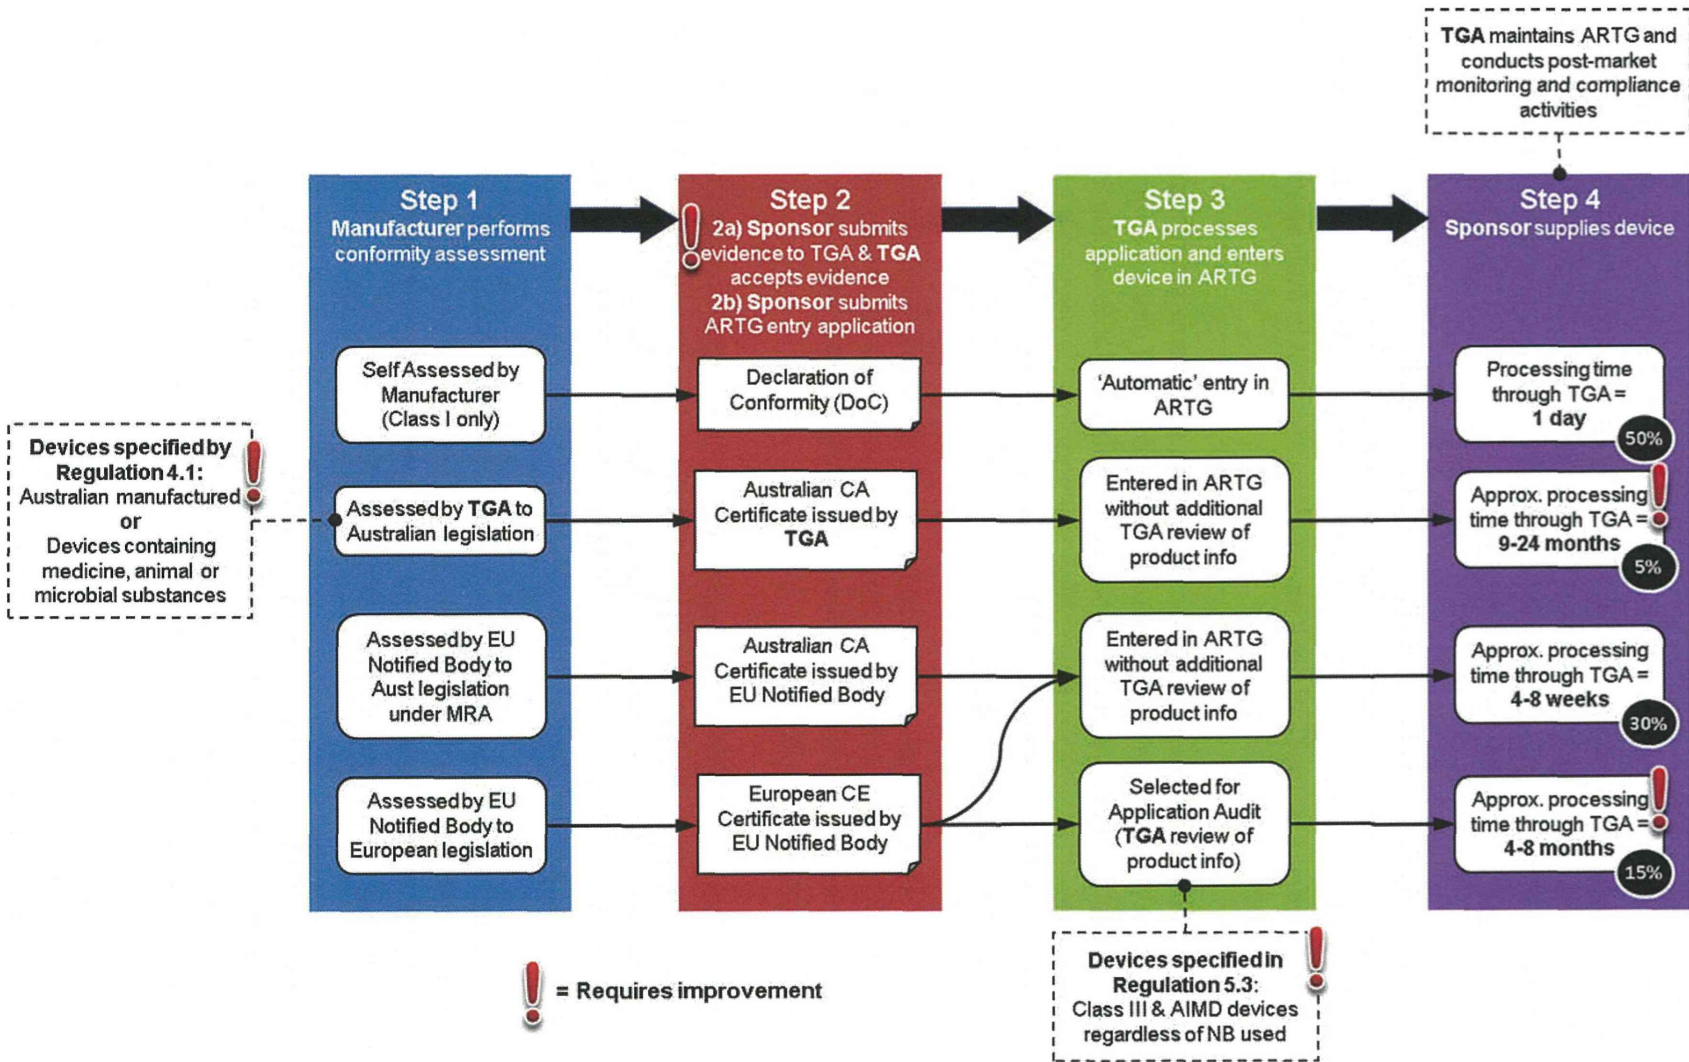 TGA maintains ARTG and
conducts post-market
monitoring and compliance
activities
Step 1
Manufacturer performs
conformity assessment
Step 2
2a) Sponsor submits
evidence to TGA & TGA
accepts evidence
2b) Sponsor submits
ARTG entry application
Step 3
TGA processes
application and enters
device in ARTG
Step 4
Sponsor supplies device
Self Assessed by
Manufacturer
(Class I only)
Declaration of
Conformity (DoC)
'Automatic' entry in
ARTG
Processing time
through TGA =
1 day
50%
Devices specified by
Regulation 4.1:
Australian manufactured
or
Devices containing
medicine, animal or
microbial substances
Assessed by TGA to
Australian legislation
Australian CA
Certificate issued by
TGA
Entered in ARTG
without additional
TGA review of
product info
Approx. processing
time through TGA =
9-24 months
5%
Assessed by EU
Notified Body to
Aust legislation
under MRA
Australian CA
Certificate issued by
EU Notified Body
Entered in ARTG
without additional
TGA review of
product info
Approx. processing
time through TGA =
4-8 weeks
30%
Assessed by EU
Notified Body to
European legislation
European CE
Certificate issued by
EU Notified Body
Selected for
Application Audit
(TGA review of
product info)
Approx. processing
time through TGA =
4-8 months
15%
! = Requires improvement
Devices specified in
Regulation 5.3:
Class III & AIMD devices
regardless of NB used